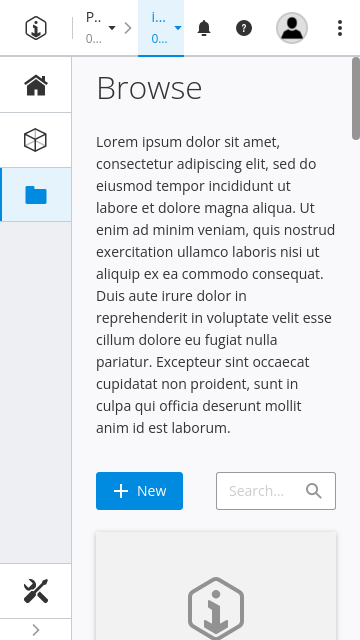 P...
0...
i...
0...
Browse
Lorem ipsum dolor sit amet,
consectetur adipiscing elit, sed do
eiusmod tempor incididunt ut
labore et dolore magna aliqua. Ut
enim ad minim veniam, quis nostrud
exercitation ullamco laboris nisi ut
aliquip ex ea commodo consequat.
Duis aute irure dolor in
reprehenderit in voluptate velit esse
cillum dolore eu fugiat nulla
pariatur. Excepteur sint occaecat
cupidatat non proident, sunt in
culpa qui officia deserunt mollit
anim id est laborum.
New
Search...